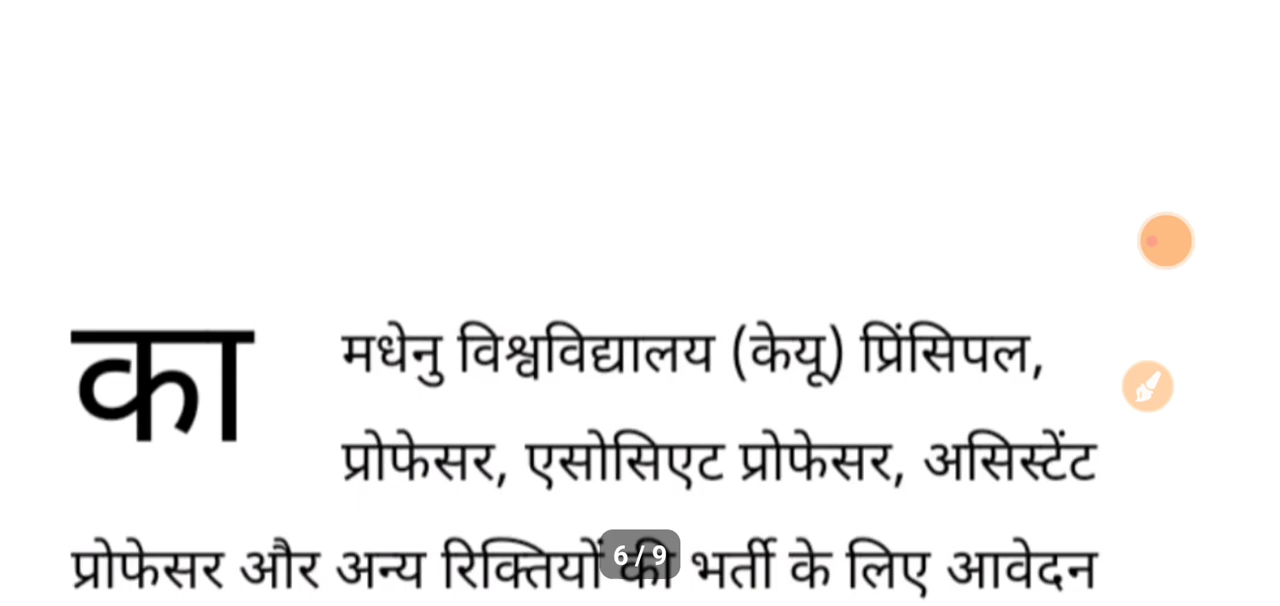 कामधेनु विश्वविद्यालय (केयू) प्रिंसिपल,
प्रोफेसर, एसोसिएट प्रोफेसर, असिस्टेंट
प्रोफेसर और अन्य रिक्तियों की भर्ती के लिए आवेदन
6 / 9